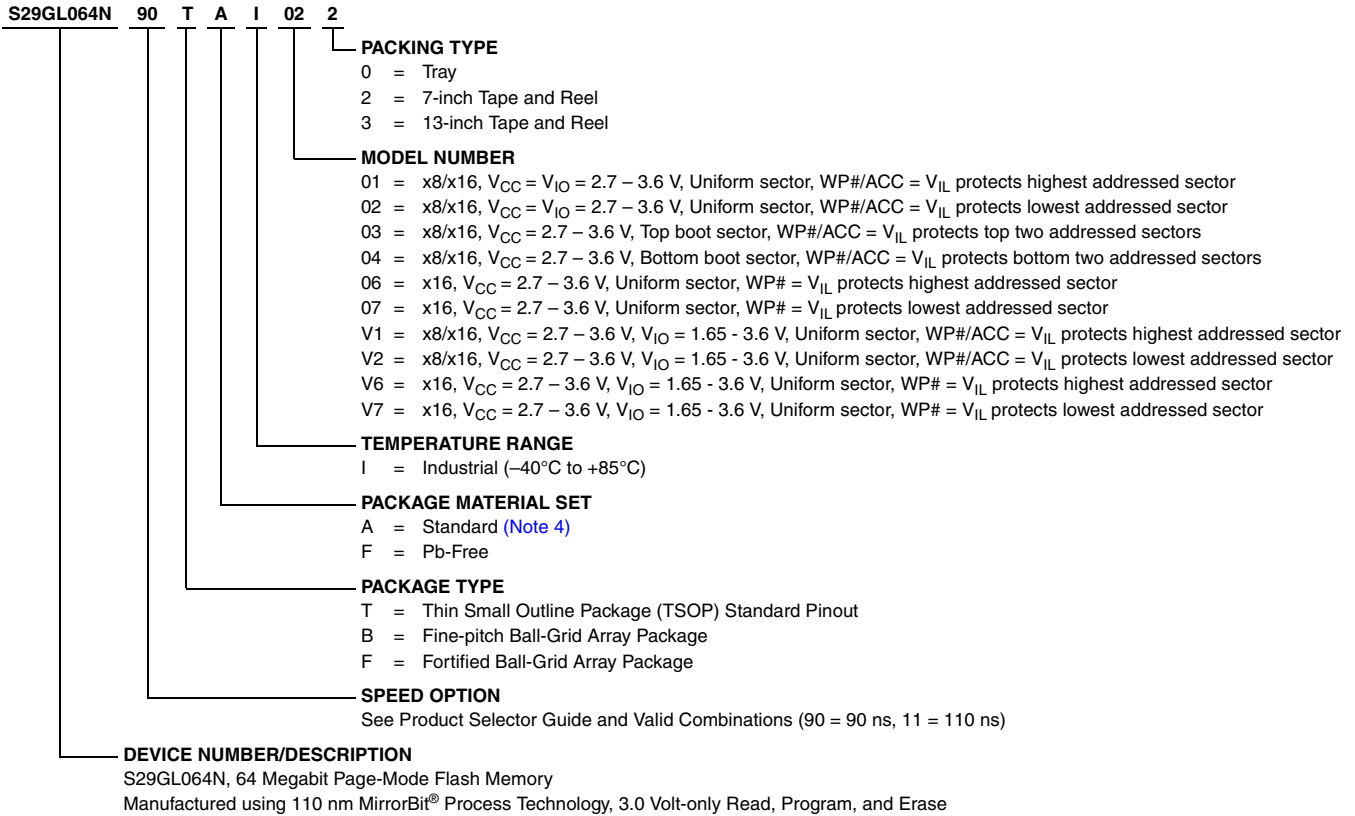 S29GL064N 90 T A I 02 2
PACKING TYPE
0 = Tray
2 = 7-inch Tape and Reel
3 = 13-inch Tape and Reel
MODEL NUMBER
01 = x8/x16, VCC = VIO = 2.7 – 3.6 V, Uniform sector, WP#/ACC = VIL protects highest addressed sector
02 = x8/x16, VCC = VIO = 2.7 – 3.6 V, Uniform sector, WP#/ACC = VIL protects lowest addressed sector
03 = x8/x16, VCC = 2.7 – 3.6 V, Top boot sector, WP#/ACC = VIL protects top two addressed sectors
04 = x8/x16, VCC = 2.7 – 3.6 V, Bottom boot sector, WP#/ACC = VIL protects bottom two addressed sectors
06 = x16, VCC = 2.7 – 3.6 V, Uniform sector, WP# = VIL protects highest addressed sector
07 = x16, VCC = 2.7 – 3.6 V, Uniform sector, WP# = VIL protects lowest addressed sector
V1 = x8/x16, VCC = 2.7 – 3.6 V, VIO = 1.65 - 3.6 V, Uniform sector, WP#/ACC = VIL protects highest addressed sector
V2 = x8/x16, VCC = 2.7 – 3.6 V, VIO = 1.65 - 3.6 V, Uniform sector, WP#/ACC = VIL protects lowest addressed sector
V6 = x16, VCC = 2.7 – 3.6 V, VIO = 1.65 - 3.6 V, Uniform sector, WP# = VIL protects highest addressed sector
V7 = x16, VCC = 2.7 – 3.6 V, VIO = 1.65 - 3.6 V, Uniform sector, WP# = VIL protects lowest addressed sector
TEMPERATURE RANGE
I = Industrial (–40°C to +85°C)
PACKAGE MATERIAL SET
A = Standard (Note 4)
F = Pb-Free
PACKAGE TYPE
T = Thin Small Outline Package (TSOP) Standard Pinout
B = Fine-pitch Ball-Grid Array Package
F = Fortified Ball-Grid Array Package
SPEED OPTION
See Product Selector Guide and Valid Combinations (90 = 90 ns, 11 = 110 ns)
DEVICE NUMBER/DESCRIPTION
S29GL064N, 64 Megabit Page-Mode Flash Memory
Manufactured using 110 nm MirrorBit® Process Technology, 3.0 Volt-only Read, Program, and Erase